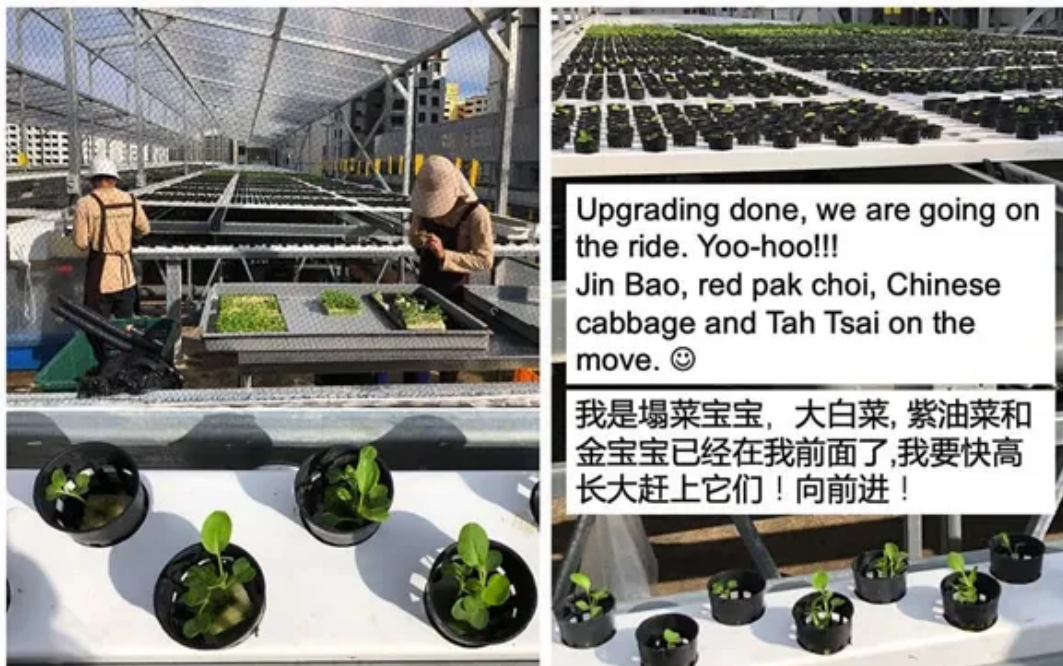 Upgrading done, we are going on
the ride. Yoo-hoo!!!
Jin Bao, red pak choi, Chinese
cabbage and Tah Tsai on the
move. ☺
我是塌菜宝宝，大白菜, 紫油菜和
金宝宝已经在我前面了,我要快高
长大赶上它们！向前进！